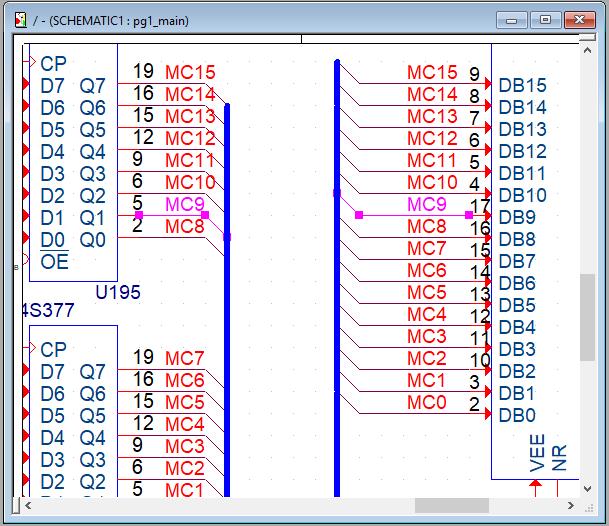 / - (SCHEMATIC1 : pg1_main)
CP
D7 Q7 19 MC15
D6 Q6 16 MC14
D5 Q5 15 MC13
D4 Q4 12 MC12
D3 Q3 9 MC11
D2 Q2 6 MC10
D1 Q1 5 MC9
D0 Q0 2 MC8
OE
B
U195
4S377
CP
D7 Q7 19 MC7
D6 Q6 16 MC6
D5 Q5 15 MC5
D4 Q4 12 MC4
D3 Q3 9 MC3
D2 Q2 6 MC2
5 MC1
MC15 9 DB15
MC14 8 DB14
MC13 7 DB13
MC12 6 DB12
MC11 5 DB11
MC10 4 DB10
MC9 17 DB9
MC8 16 DB8
MC7 15 DB7
MC6 14 DB6
MC5 13 DB5
MC4 12 DB4
MC3 11 DB3
MC2 10 DB2
MC1 3 DB1
MC0 2 DB0
VEE
NR